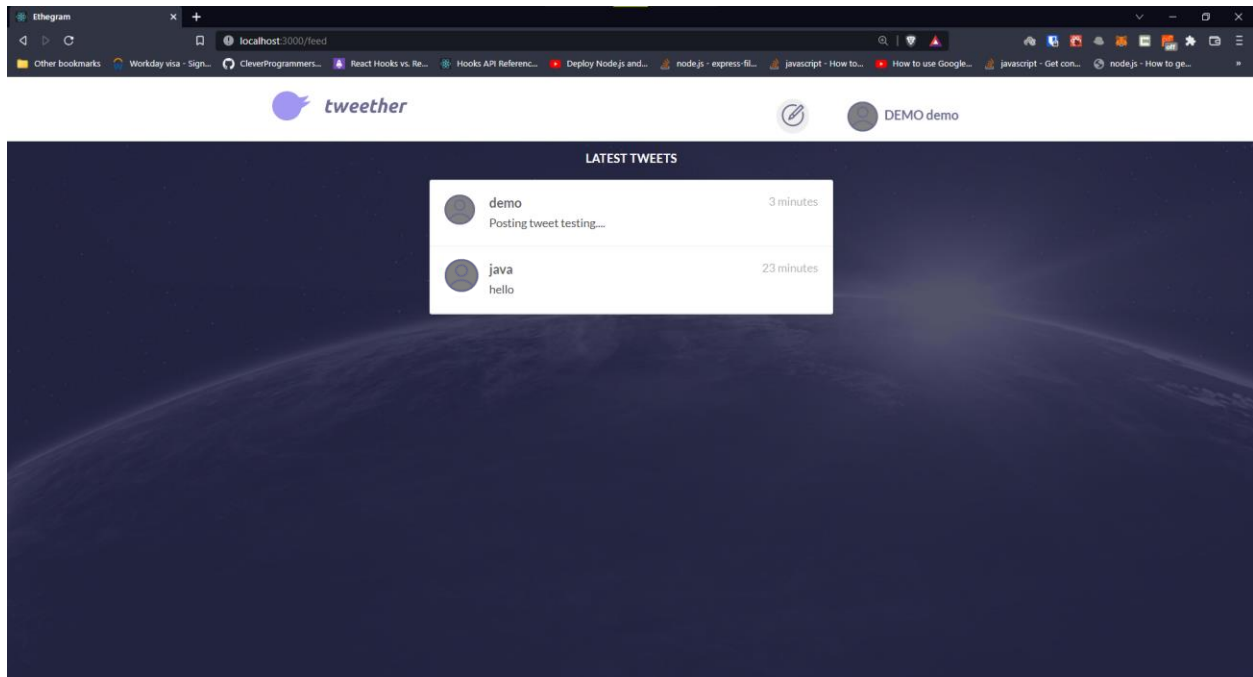 Ethegram
localhost:3000/feed
Other bookmarks Workday visa - Sign... CleverProgrammers... React Hooks vs. Re... Hooks API Referenc... Deploy Node.js and... node.js - express-fil... javascript - How to... How to use Google... javascript - Get con... node.js - How to ge...
tweether DEMO demo
LATEST TWEETS
demo 3 minutes
Posting tweet testing....
java 23 minutes
hello